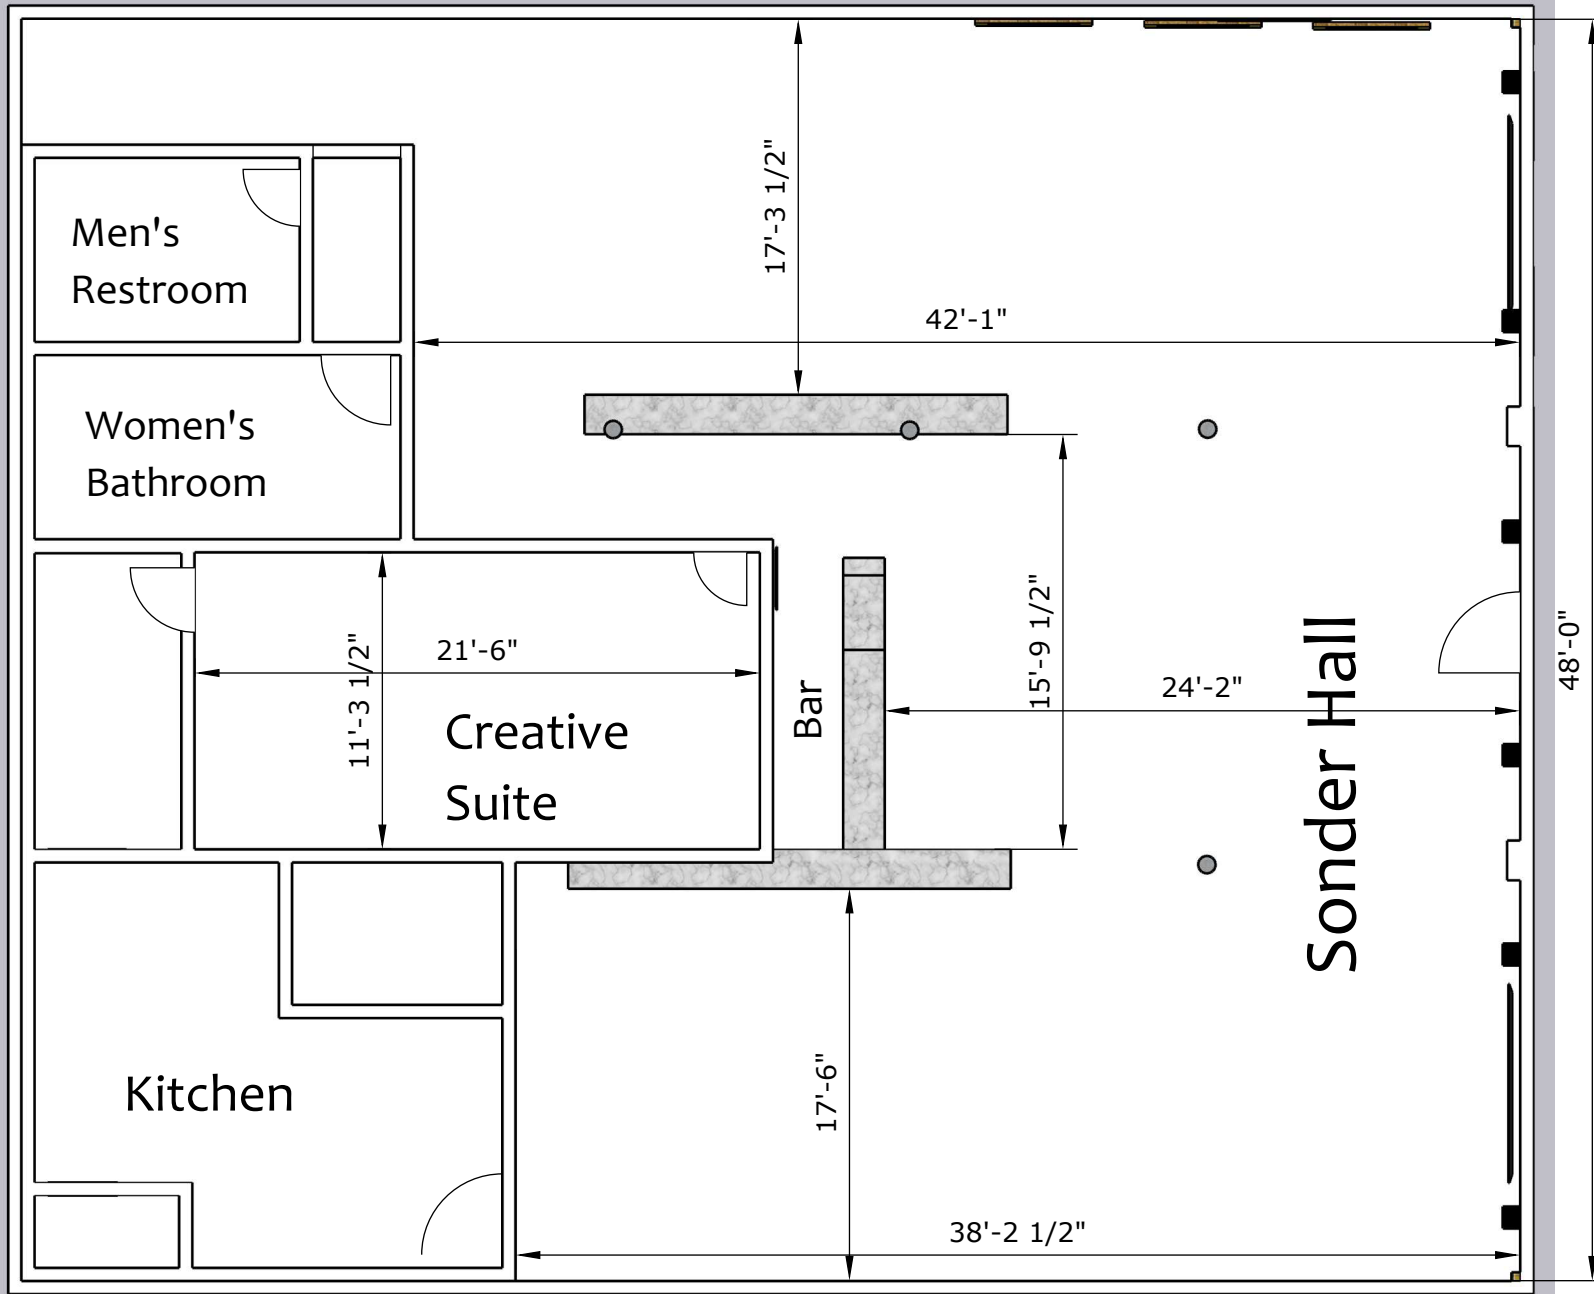 17'-3 1/2"
Men's
Restroom
42'-1"
Women's
Bathroom
15'-9 1/2"
48'-0"
21'-6"
11'-3 1/2"
Bar
24'-2"
Creative
Suite
Sonder Hall
Kitchen
17'-6"
38'-2 1/2"